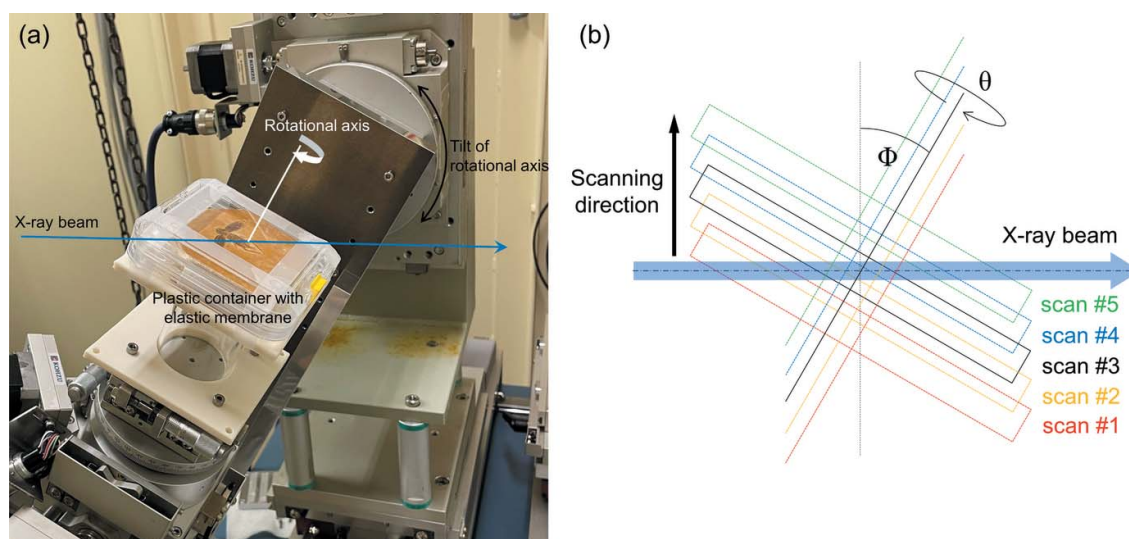 (a)
Rotational axis
Tilt of
rotational axis
X-ray beam
Plastic container with
elastic membrane
(b)
θ
Φ
Scanning
direction
X-ray beam
scan #5
scan #4
scan #3
scan #2
scan #1